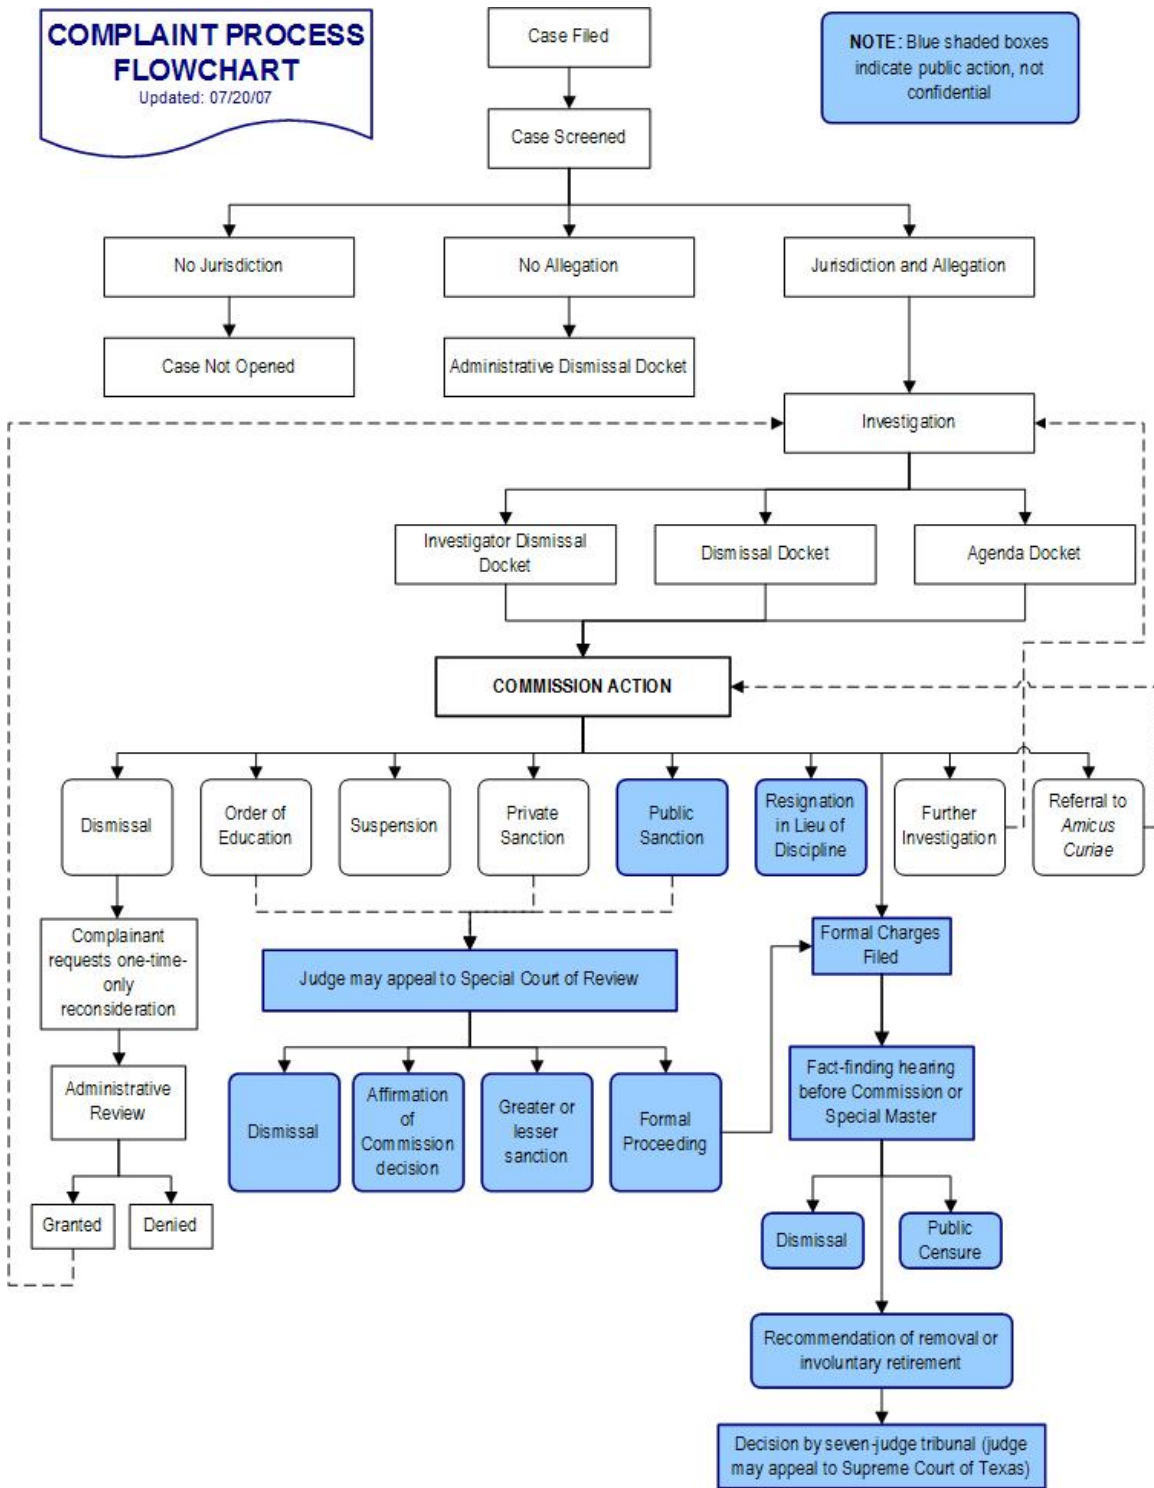 COMPLAINT PROCESS
FLOWCHART
Updated: 07/20/07
Case Filed
NOTE: Blue shaded boxes
indicate public action, not
confidential
Case Screened
No Jurisdiction
No Allegation
Jurisdiction and Allegation
Case Not Opened
Administrative Dismissal Docket
Investigation
Investigator Dismissal
Docket
Dismissal Docket
Agenda Docket
COMMISSION ACTION
Dismissal
Order of
Education
Suspension
Private
Sanction
Public
Sanction
Resignation
in Lieu of
Discipline
Further
Investigation
Referral to
Amicus
Curiae
Complainant
requests one-time-
only
reconsideration
Judge may appeal to Special Court of Review
Formal Charges
Filed
Administrative
Review
Dismissal
Affirmation
of
Commission
decision
Greater or
lesser
sanction
Formal
Proceeding
Fact-finding hearing
before Commission or
Special Master
Granted
Denied
Dismissal
Public
Censure
Recommendation of removal or
involuntary retirement
Decision by seven-judge tribunal (judge
may appeal to Supreme Court of Texas)